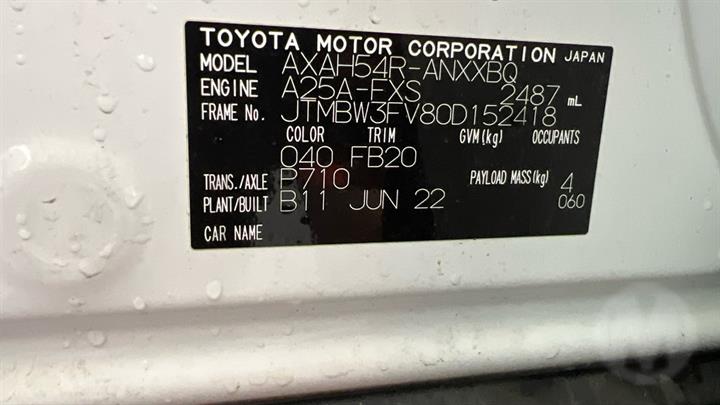 TOYOTA MOTOR CORPORATION JAPAN
MODEL AXAH54R-ANXXBQ
ENGINE A25A-FXS 2487 mL
FRAME No. JTMBW3FV80D152418
COLOR TRIM GVM(kg) OCCUPANTS
040 FB20
TRANS./AXLE P710 PAYLOAD MASS(kg) 4
PLANT/BUILT B11 JUN 22 060
CAR NAME